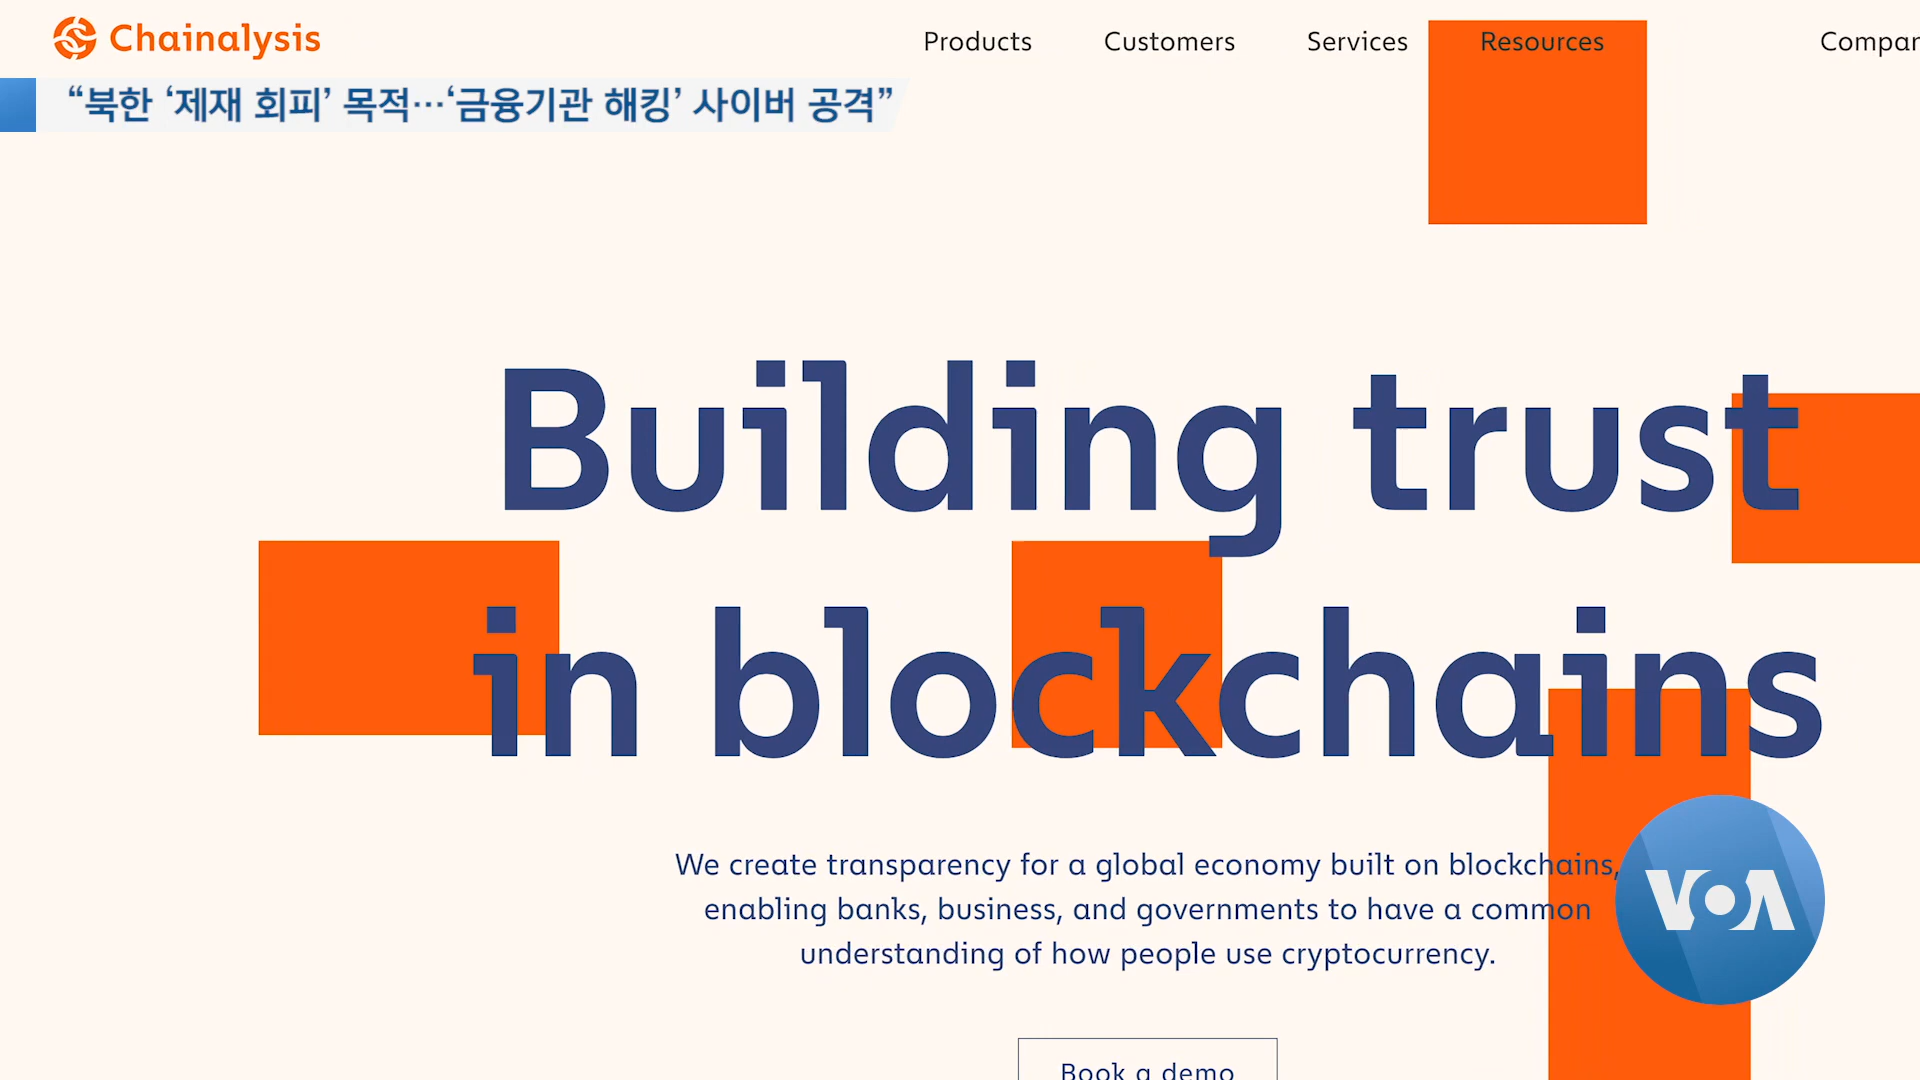 Chainalysis
Products Customers Services Resources Compan
“북한 ‘제재 회피’ 목적…‘금융기관 해킹’ 사이버 공격”
Building trust
in blockchains
We create transparency for a global economy built on blockchains,
enabling banks, business, and governments to have a common
understanding of how people use cryptocurrency.
VOA
Book a demo